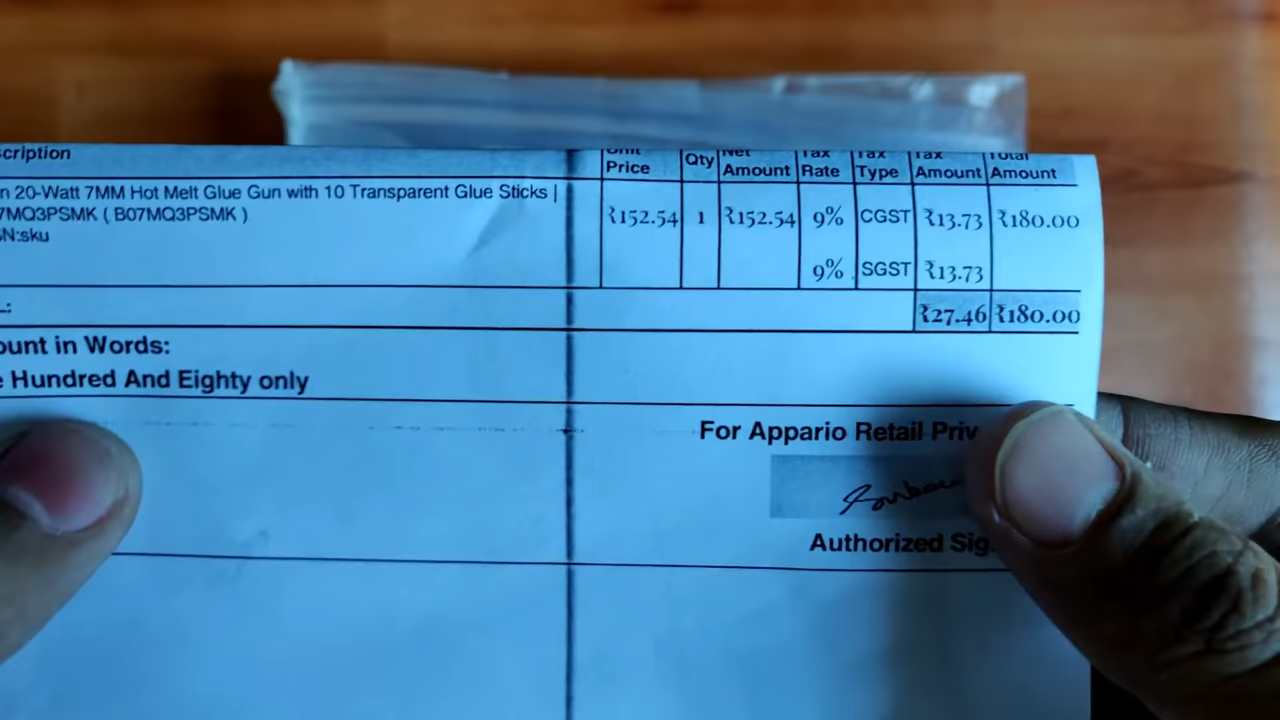 cription Unit Price Qty Net Amount Tax Rate Tax Type Tax Amount Total Amount
n 20-Watt 7MM Hot Melt Glue Gun with 10 Transparent Glue Sticks |
7MQ3PSMK ( B07MQ3PSMK ) ₹152.54 1 ₹152.54 9% CGST ₹13.73 ₹180.00
SN:sku
9% SGST ₹13.73
L: ₹27.46 ₹180.00
ount in Words:
e Hundred And Eighty only
For Appario Retail Priv
Authorized Sig